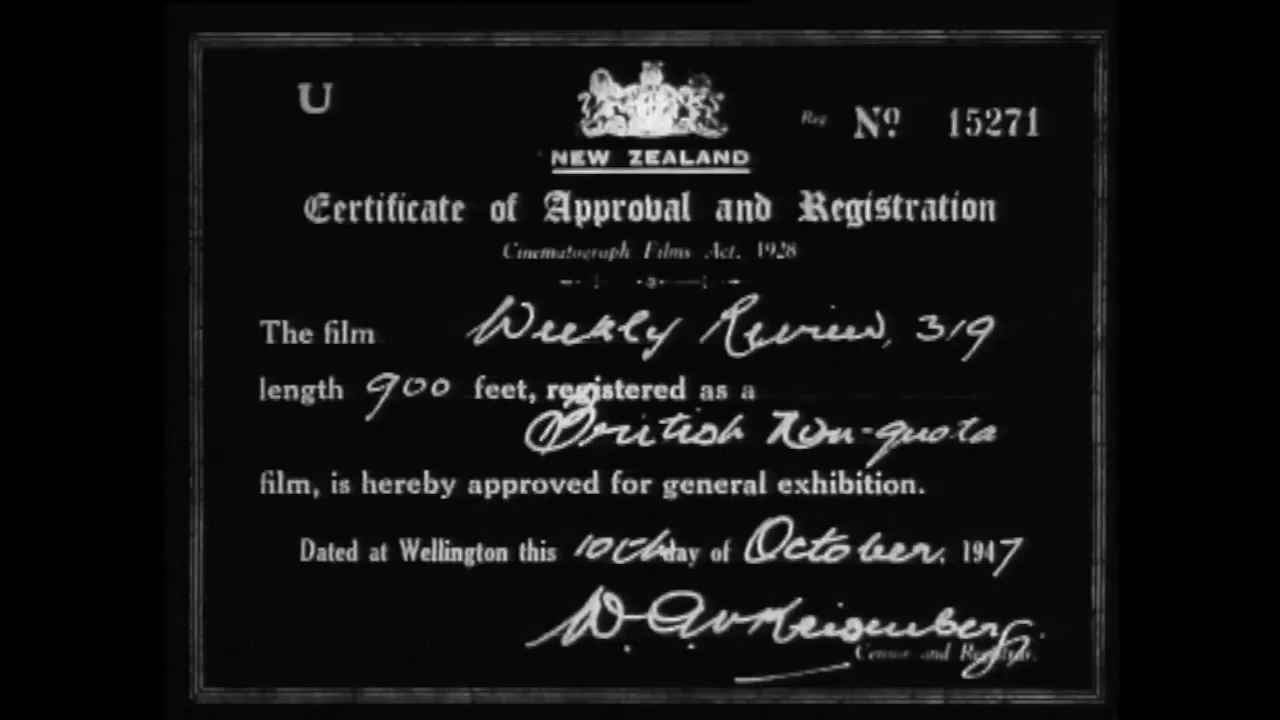 U
NEW ZEALAND
Reg. Nº 15271
Certificate of Approval and Registration
Cinematograph Films Act, 1928
The film Weekly Review, 319
length 900 feet, registered as a
British Non-quota
film, is hereby approved for general exhibition.
Dated at Wellington this 10th day of October, 1947
Censor and Registrar.